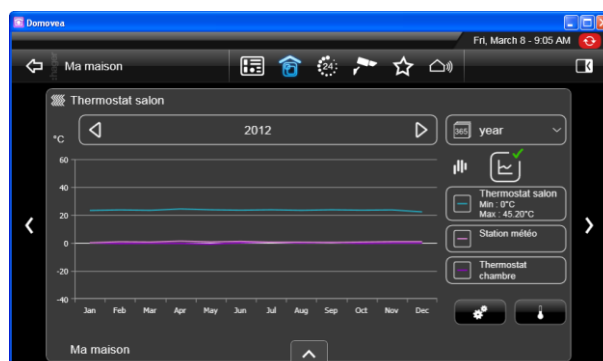 Domovea
Fri, March 8 - 9:05 AM
Ma maison
24
Thermostat salon
°C
2012
365 year
60
40
20
0
-20
-40
Jan Feb Mar Apr May Jun Jul Aug Sep Oct Nov Dec
Thermostat salon
Min : 0°C
Max : 45.20°C
Station météo
Thermostat
chambre
Ma maison